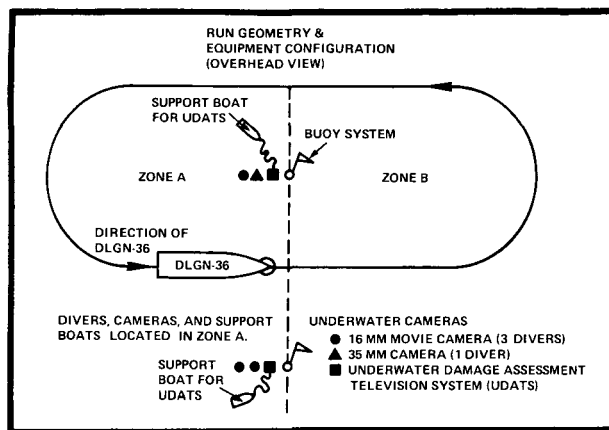 RUN GEOMETRY &
EQUIPMENT CONFIGURATION
(OVERHEAD VIEW)
SUPPORT BOAT
FOR UDATS
BUOY SYSTEM
ZONE A
ZONE B
DIRECTION OF
DLGN-36
DLGN-36
DIVERS, CAMERAS, AND SUPPORT
BOATS LOCATED IN ZONE A.
UNDERWATER CAMERAS
16 MM MOVIE CAMERA (3 DIVERS)
35 MM CAMERA (1 DIVER)
UNDERWATER DAMAGE ASSESSMENT
TELEVISION SYSTEM (UDATS)
SUPPORT
BOAT FOR
UDATS